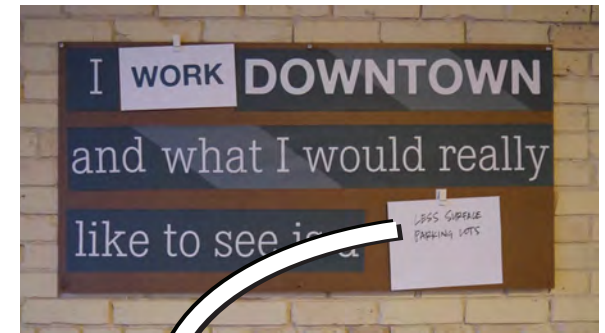 I WORK DOWNTOWN
and what I would really
like to see is a
LESS SURFACE
PARKING LOTS